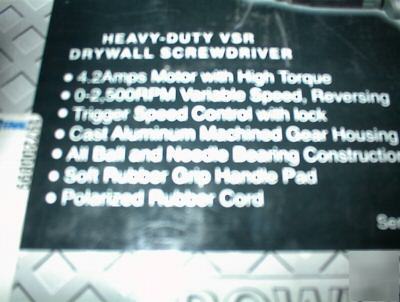 HEAVY-DUTY VSR
DRYWALL SCREWDRIVER
• 4.2Amps Motor with High Torque
• 0-2,500RPM Variable Speed, Reversing
• Trigger Speed Control with lock
• Cast Aluminum Machined Gear Housing
• All Ball and Needle Bearing Construction
• Soft Rubber Grip Handle Pad
• Polarized Rubber Cord
Ser